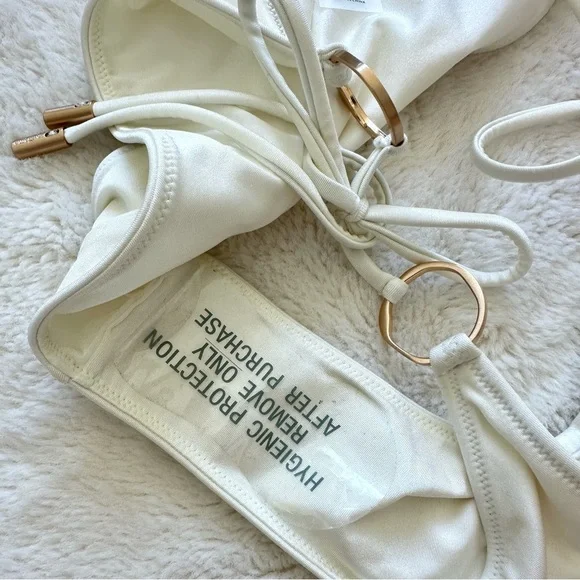 HYGIENIC PROTECTION
REMOVE ONLY
AFTER PURCHASE